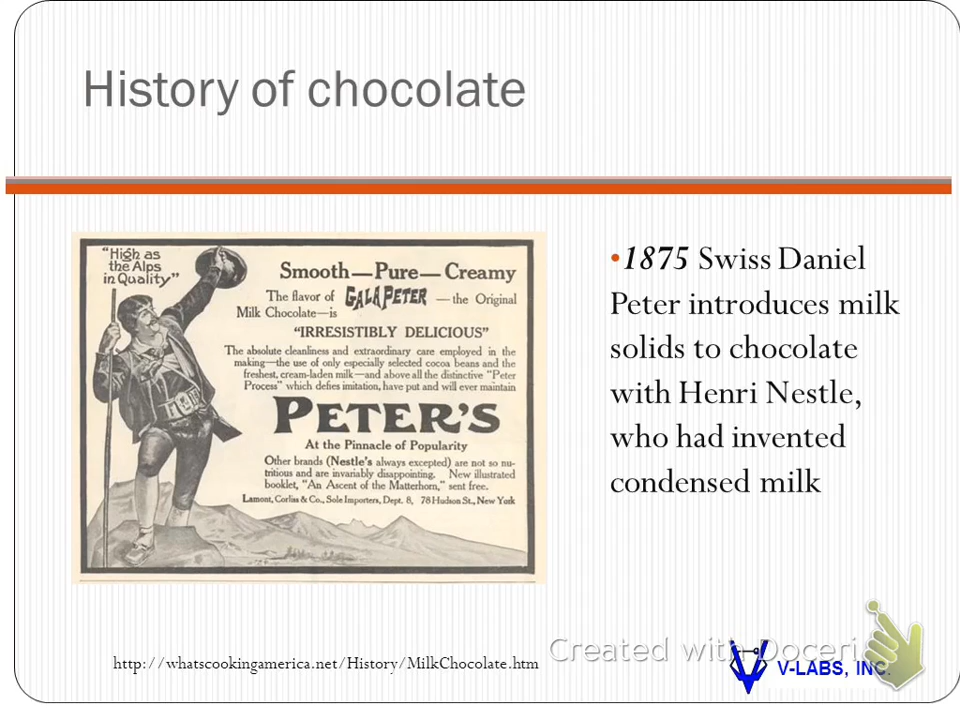 History of chocolate
"High as
the Alps
in Quality"
Smooth—Pure—Creamy
The flavor of GALA PETER —the Original
Milk Chocolate—is
"IRRESISTIBLY DELICIOUS"
The absolute cleanliness and extraordinary care employed in the
making—the use of only especially selected cocoa beans and the
freshest, cream-laden milk—and above all the distinctive "Peter
Process" which defies imitation, have put and will ever maintain
PETER'S
At the Pinnacle of Popularity
Other brands (Nestle's always excepted) are not so nu-
tritious and are invariably disappointing. New illustrated
booklet, "An Ascent of the Matterhorn," sent free.
Lamont, Corliss & Co., Sole Importers, Dept. 8, 78 Hudson St., New York
•1875 Swiss Daniel
Peter introduces milk
solids to chocolate
with Henri Nestle,
who had invented
condensed milk
http://whatscookingamerica.net/History/MilkChocolate.htm
Created with Doceri
V-LABS, INC.